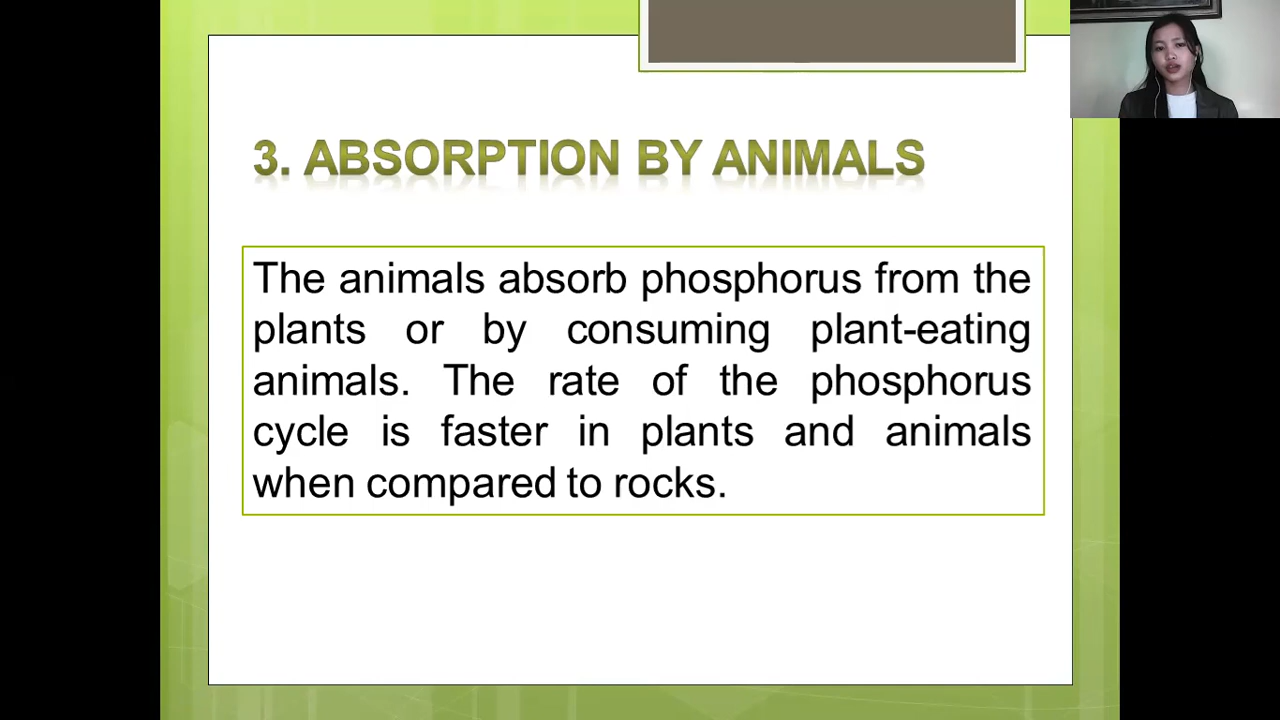 3. ABSORPTION BY ANIMALS
The animals absorb phosphorus from the
plants or by consuming plant-eating
animals. The rate of the phosphorus
cycle is faster in plants and animals
when compared to rocks.